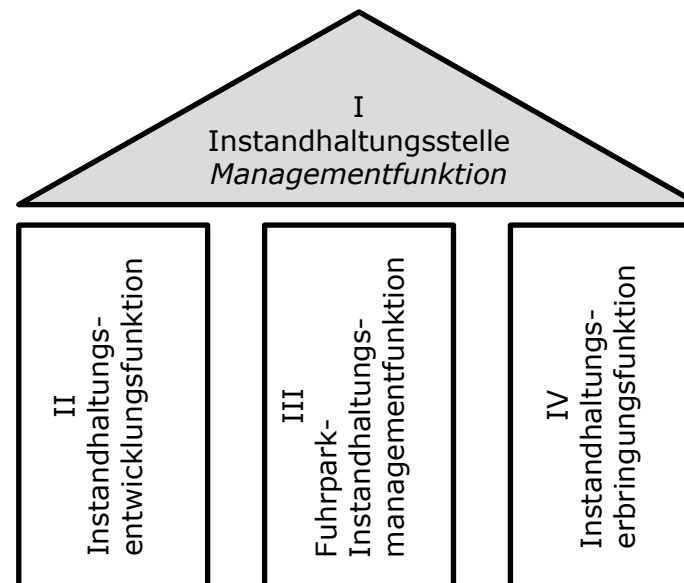 I
Instandhaltungsstelle
Managementfunktion
II
Instandhaltungs-
entwicklungsfunktion
III
Fuhrpark-
Instandhaltungs-
managementfunktion
IV
Instandhaltungs-
erbringungsfunktion